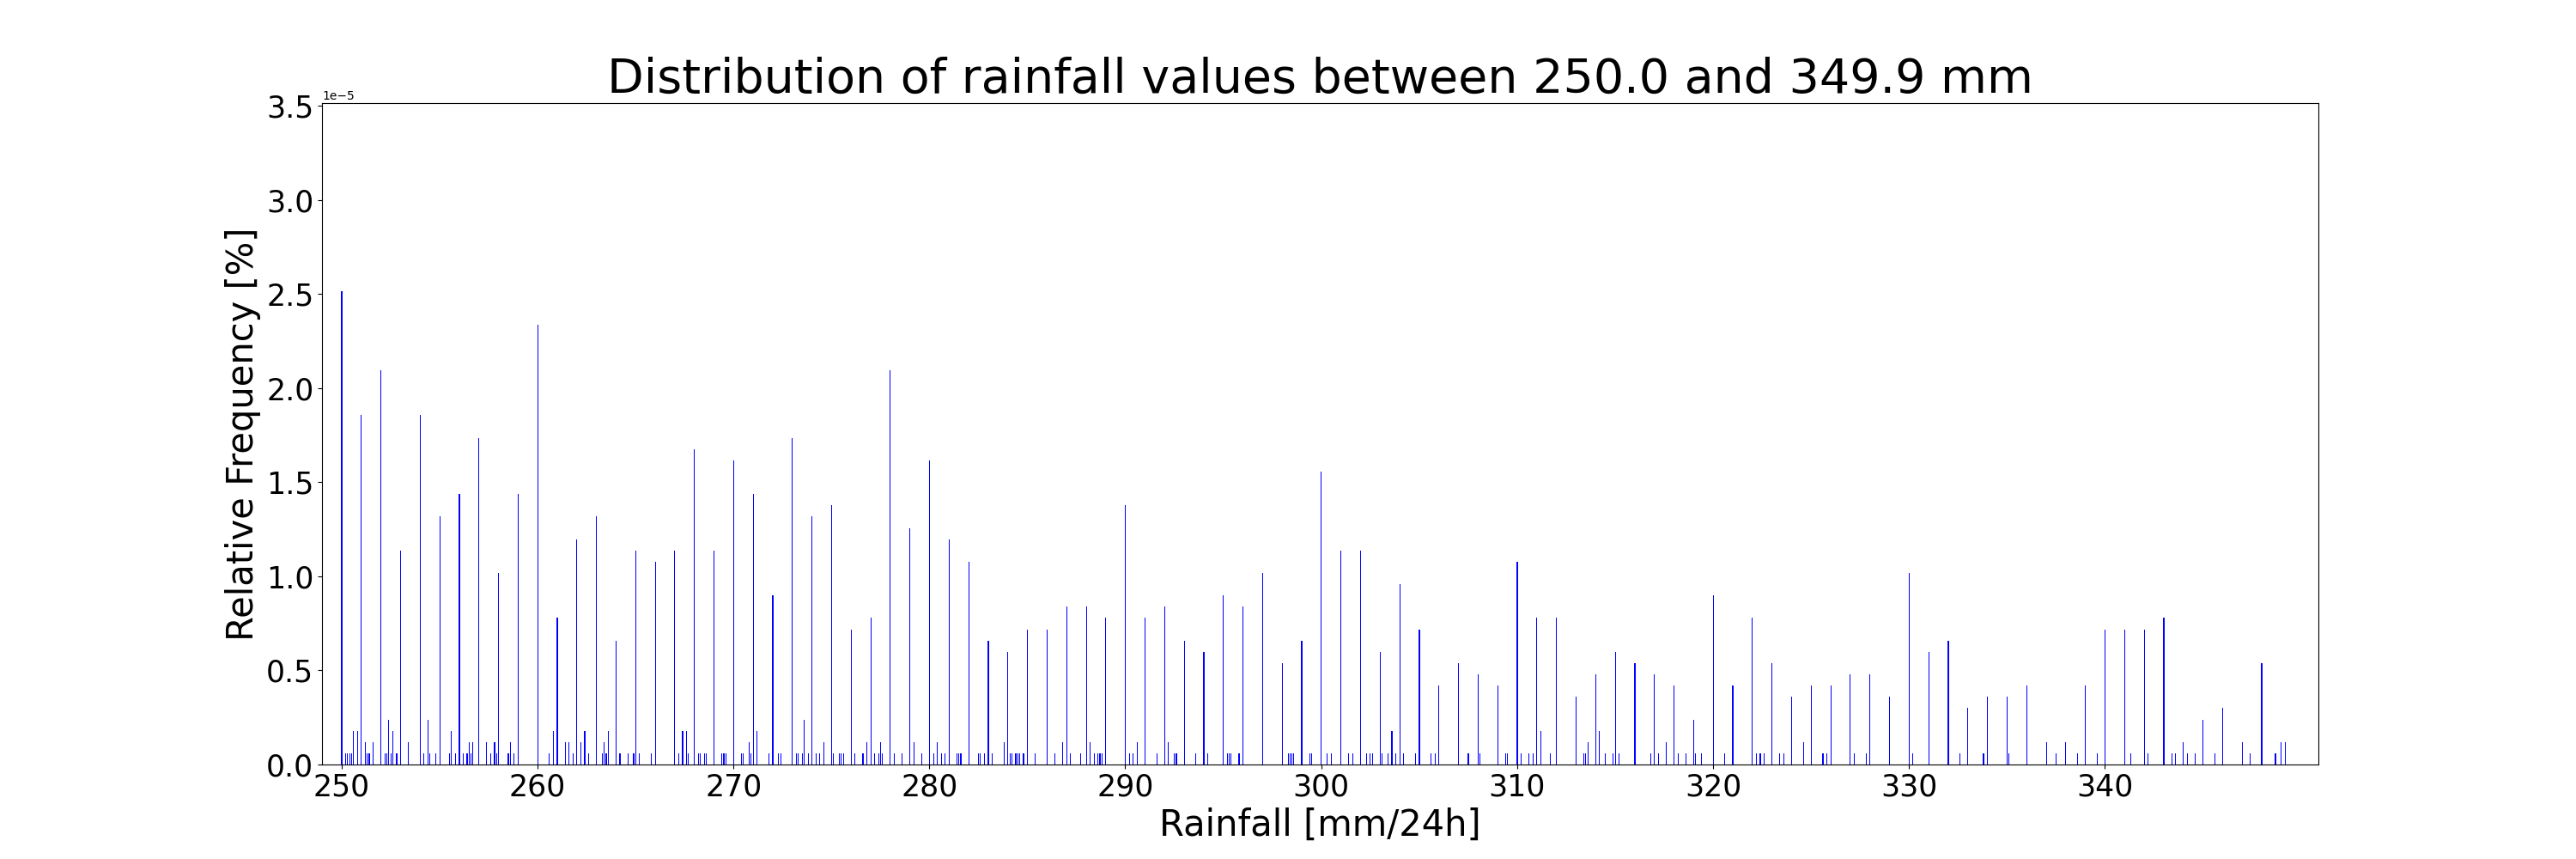 Distribution of rainfall values between 250.0 and 349.9 mm
1e−5
3.5
3.0
2.5
2.0
1.5
1.0
0.5
0.0
Relative Frequency [%]
250 260 270 280 290 300 310 320 330 340
Rainfall [mm/24h]